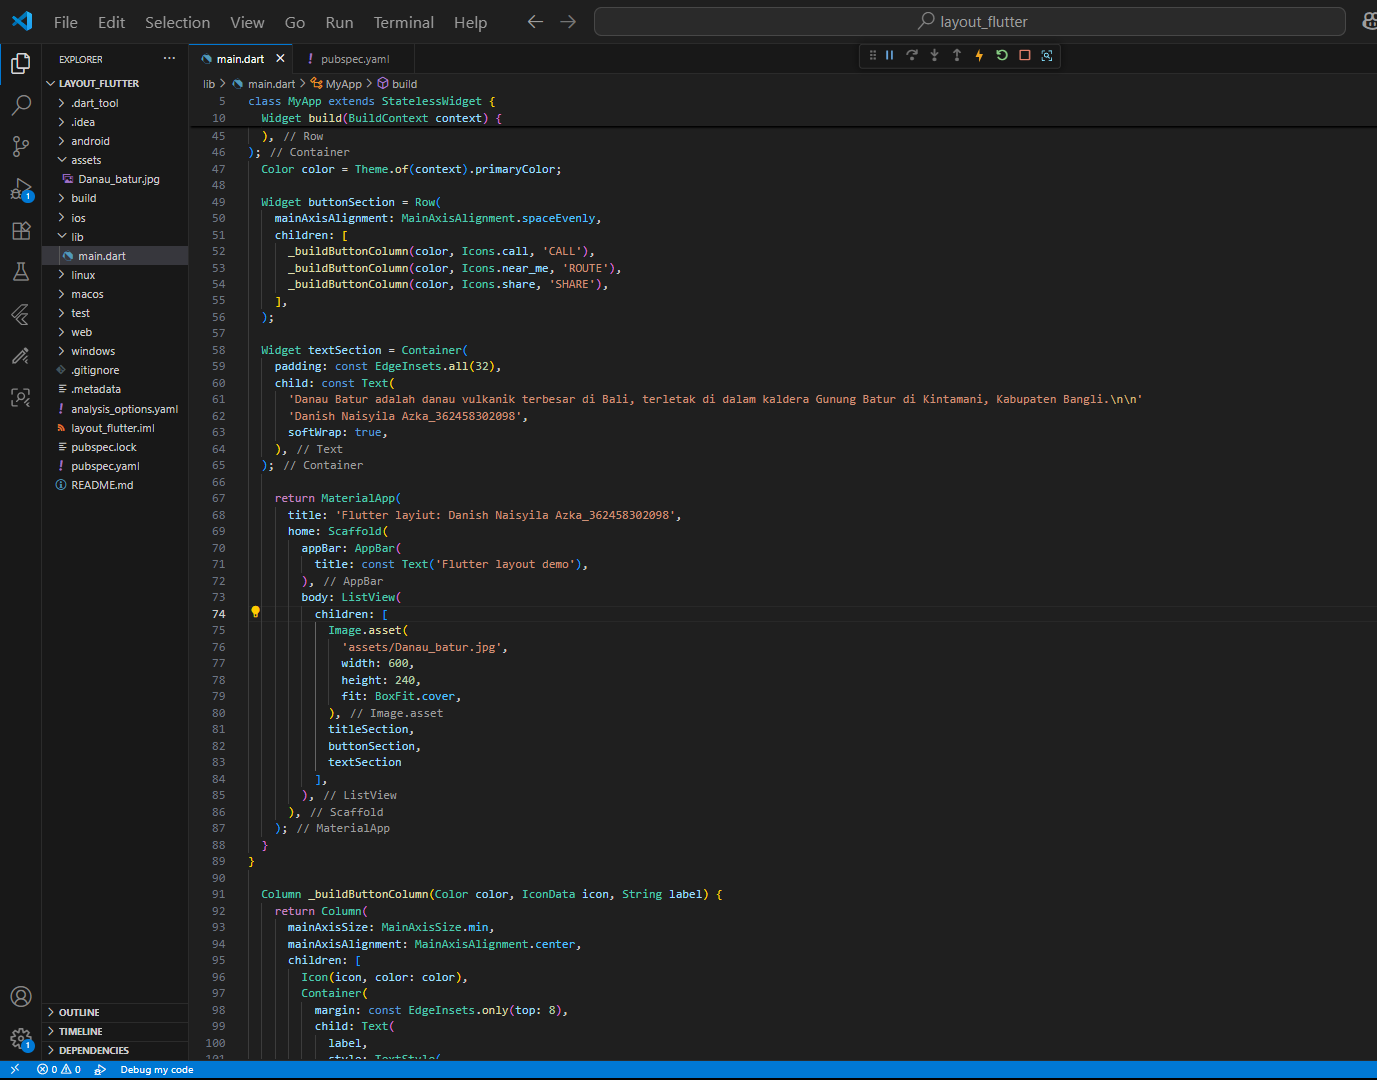 File Edit Selection View Go Run Terminal Help
layout_flutter
EXPLORER
LAYOUT_FLUTTER
.dart_tool
.idea
android
assets
Danau_batur.jpg
build
ios
lib
main.dart
linux
macos
test
web
windows
.gitignore
.metadata
! analysis_options.yaml
layout_flutter.iml
pubspec.lock
! pubspec.yaml
README.md
OUTLINE
TIMELINE
DEPENDENCIES
1
1
main.dart ! pubspec.yaml
lib > main.dart > MyApp > build
5 class MyApp extends StatelessWidget {
10 Widget build(BuildContext context) {
45 ), // Row
46 ); // Container
47 Color color = Theme.of(context).primaryColor;
48
49 Widget buttonSection = Row(
50 mainAxisAlignment: MainAxisAlignment.spaceEvenly,
51 children: [
52 _buildButtonColumn(color, Icons.call, 'CALL'),
53 _buildButtonColumn(color, Icons.near_me, 'ROUTE'),
54 _buildButtonColumn(color, Icons.share, 'SHARE'),
55 ],
56 );
57
58 Widget textSection = Container(
59 padding: const EdgeInsets.all(32),
60 child: const Text(
61 'Danau Batur adalah danau vulkanik terbesar di Bali, terletak di dalam kaldera Gunung Batur di Kintamani, Kabupaten Bangli.\n\n'
62 'Danish Naisyila Azka_362458302098',
63 softWrap: true,
64 ), // Text
65 ); // Container
66
67 return MaterialApp(
68 title: 'Flutter layiut: Danish Naisyila Azka_362458302098',
69 home: Scaffold(
70 appBar: AppBar(
71 title: const Text('Flutter layout demo'),
72 ), // AppBar
73 body: ListView(
74 children: [
75 Image.asset(
76 'assets/Danau_batur.jpg',
77 width: 600,
78 height: 240,
79 fit: BoxFit.cover,
80 ), // Image.asset
81 titleSection,
82 buttonSection,
83 textSection
84 ],
85 ), // ListView
86 ), // Scaffold
87 ); // MaterialApp
88 }
89 }
90
91 Column _buildButtonColumn(Color color, IconData icon, String label) {
92 return Column(
93 mainAxisSize: MainAxisSize.min,
94 mainAxisAlignment: MainAxisAlignment.center,
95 children: [
96 Icon(icon, color: color),
97 Container(
98 margin: const EdgeInsets.only(top: 8),
99 child: Text(
100 label,
101 style: TextStyle(
0 0 Debug my code